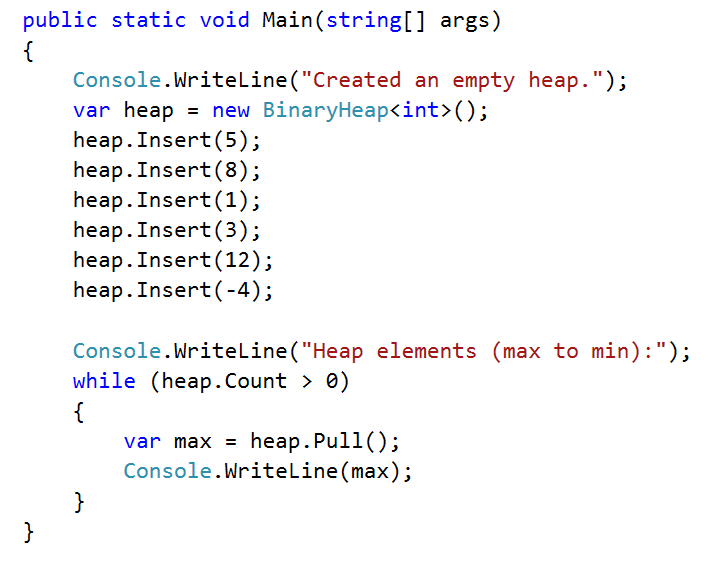 public static void Main(string[] args)
{
    Console.WriteLine("Created an empty heap.");
    var heap = new BinaryHeap<int>();
    heap.Insert(5);
    heap.Insert(8);
    heap.Insert(1);
    heap.Insert(3);
    heap.Insert(12);
    heap.Insert(-4);

    Console.WriteLine("Heap elements (max to min):");
    while (heap.Count > 0)
    {
        var max = heap.Pull();
        Console.WriteLine(max);
    }
}